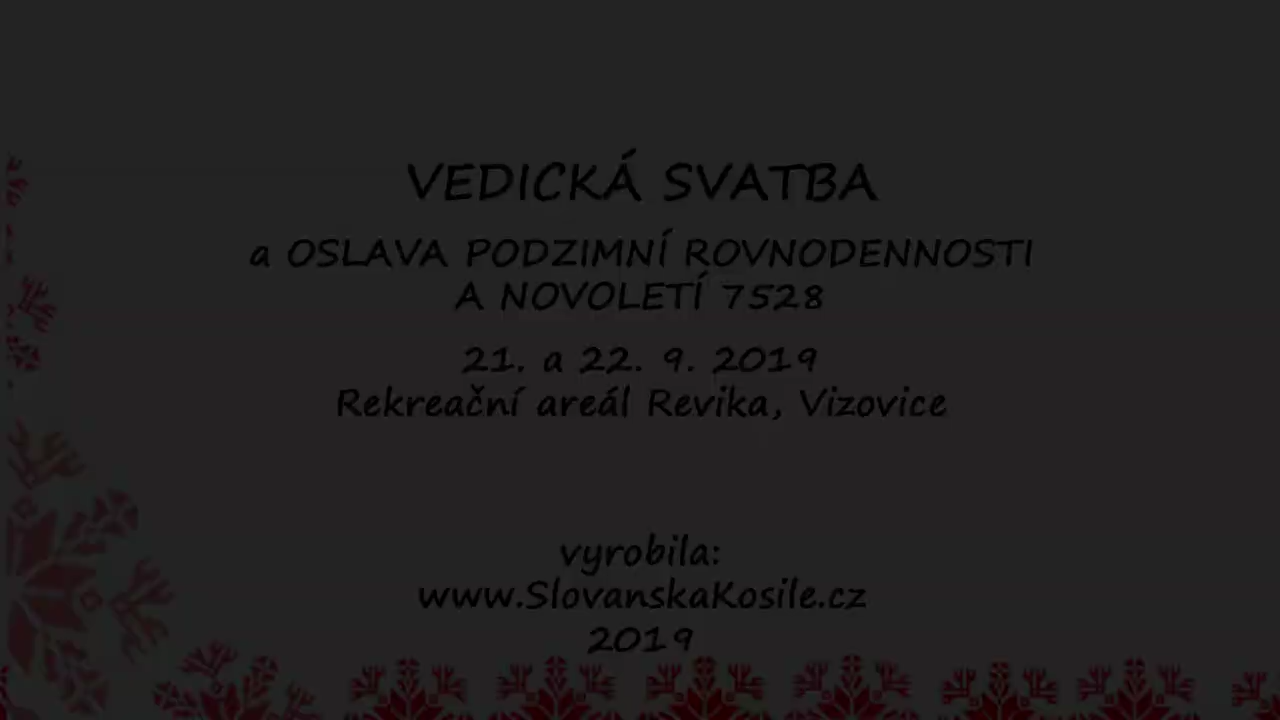 VEDICKÁ SVATBA
a OSLAVA PODZIMNÍ ROVNODENNOSTI
A NOVOLETÍ 7528
21. a 22. 9. 2019
Rekreační areál Revika, Vizovice
vyrobila:
www.SlovanskaKosile.cz
2019